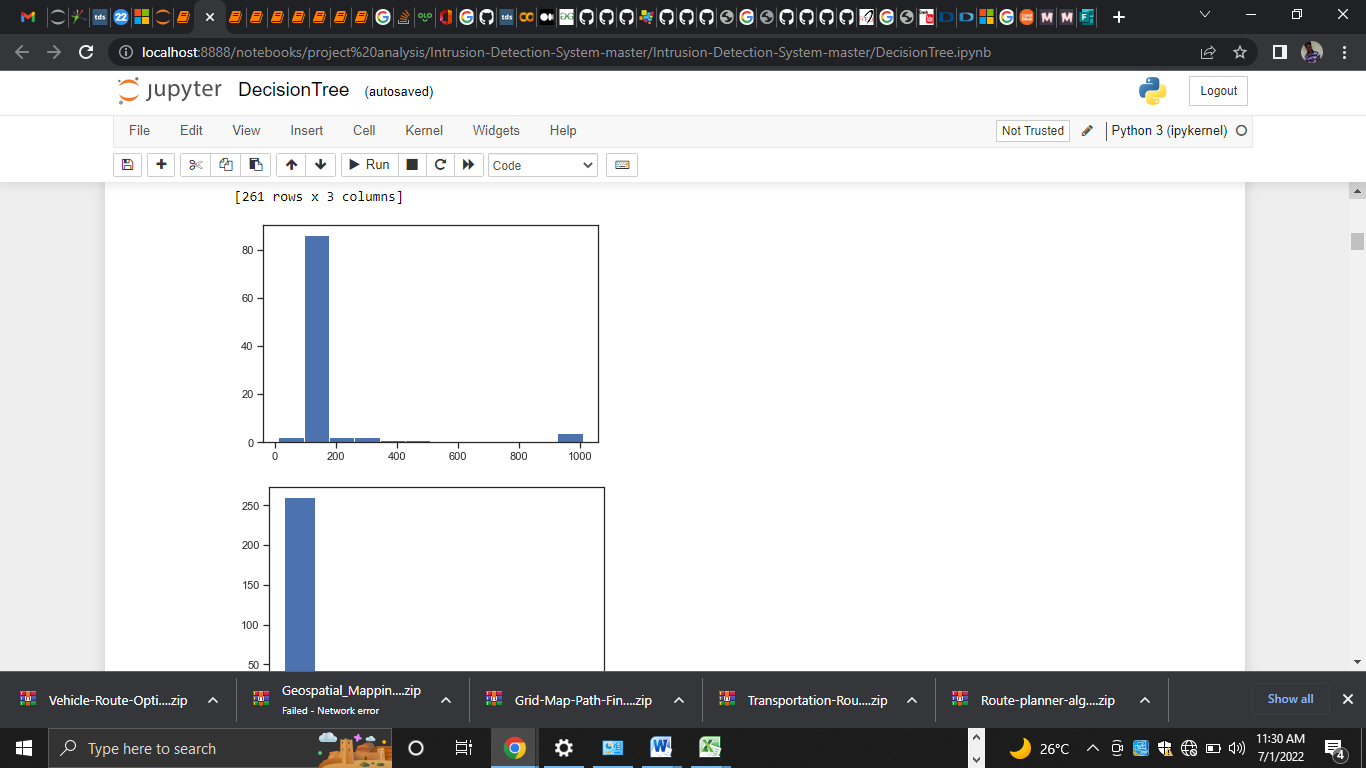 localhost:8888/notebooks/project%20analysis/Intrusion-Detection-System-master/Intrusion-Detection-System-master/DecisionTree.ipynb
jupyter DecisionTree (autosaved)
Logout
File Edit View Insert Cell Kernel Widgets Help
Not Trusted
Python 3 (ipykernel)
Run
Code
[261 rows x 3 columns]
80
60
40
20
0
0 200 400 600 800 1000
250
200
150
100
50
Vehicle-Route-Opti....zip
Geospatial_Mappin....zip
Failed - Network error
Grid-Map-Path-Fin....zip
Transportation-Rou....zip
Route-planner-alg....zip
Show all
Type here to search
26°C
11:30 AM
7/1/2022
4